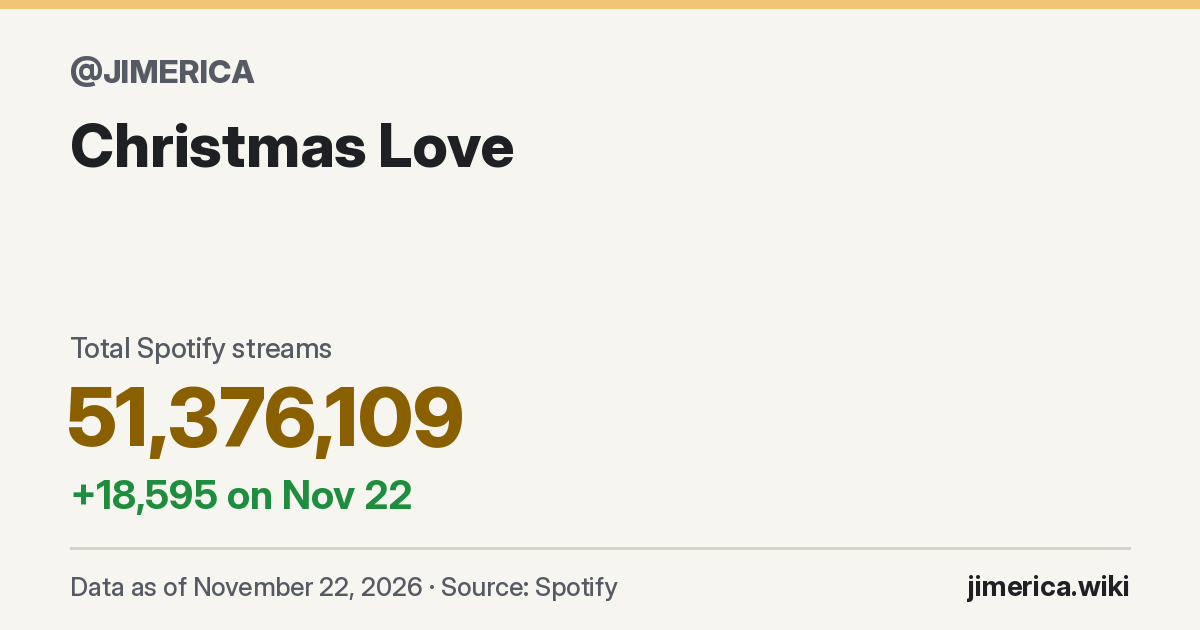 @JIMERICA
Christmas Love
Total Spotify streams
51,376,109
+18,595 on Nov 22
Data as of November 22, 2026 · Source: Spotify
jimerica.wiki